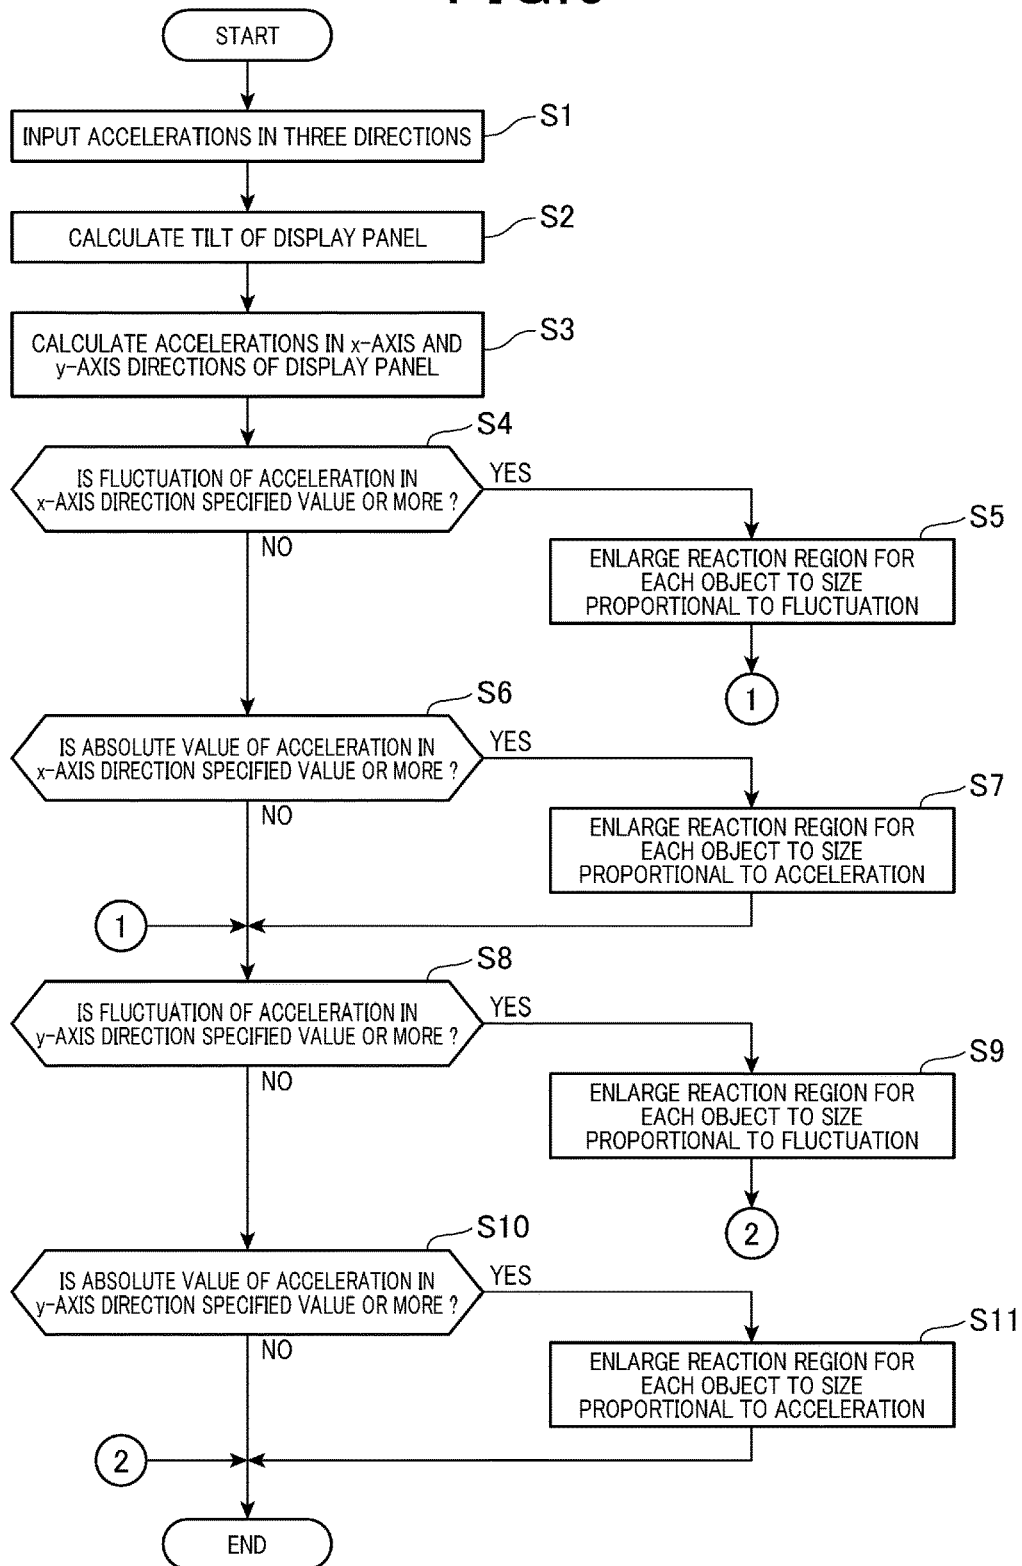 START
S1
INPUT ACCELERATIONS IN THREE DIRECTIONS
S2
CALCULATE TILT OF DISPLAY PANEL
S3
CALCULATE ACCELERATIONS IN x-AXIS AND
y-AXIS DIRECTIONS OF DISPLAY PANEL
S4
IS FLUCTUATION OF ACCELERATION IN
x-AXIS DIRECTION SPECIFIED VALUE OR MORE ?
YES
NO
S5
ENLARGE REACTION REGION FOR
EACH OBJECT TO SIZE
PROPORTIONAL TO FLUCTUATION
1
S6
IS ABSOLUTE VALUE OF ACCELERATION IN
x-AXIS DIRECTION SPECIFIED VALUE OR MORE ?
YES
NO
S7
ENLARGE REACTION REGION FOR
EACH OBJECT TO SIZE
PROPORTIONAL TO ACCELERATION
1
S8
IS FLUCTUATION OF ACCELERATION IN
y-AXIS DIRECTION SPECIFIED VALUE OR MORE ?
YES
NO
S9
ENLARGE REACTION REGION FOR
EACH OBJECT TO SIZE
PROPORTIONAL TO FLUCTUATION
2
S10
IS ABSOLUTE VALUE OF ACCELERATION IN
y-AXIS DIRECTION SPECIFIED VALUE OR MORE ?
YES
NO
S11
ENLARGE REACTION REGION FOR
EACH OBJECT TO SIZE
PROPORTIONAL TO ACCELERATION
2
END